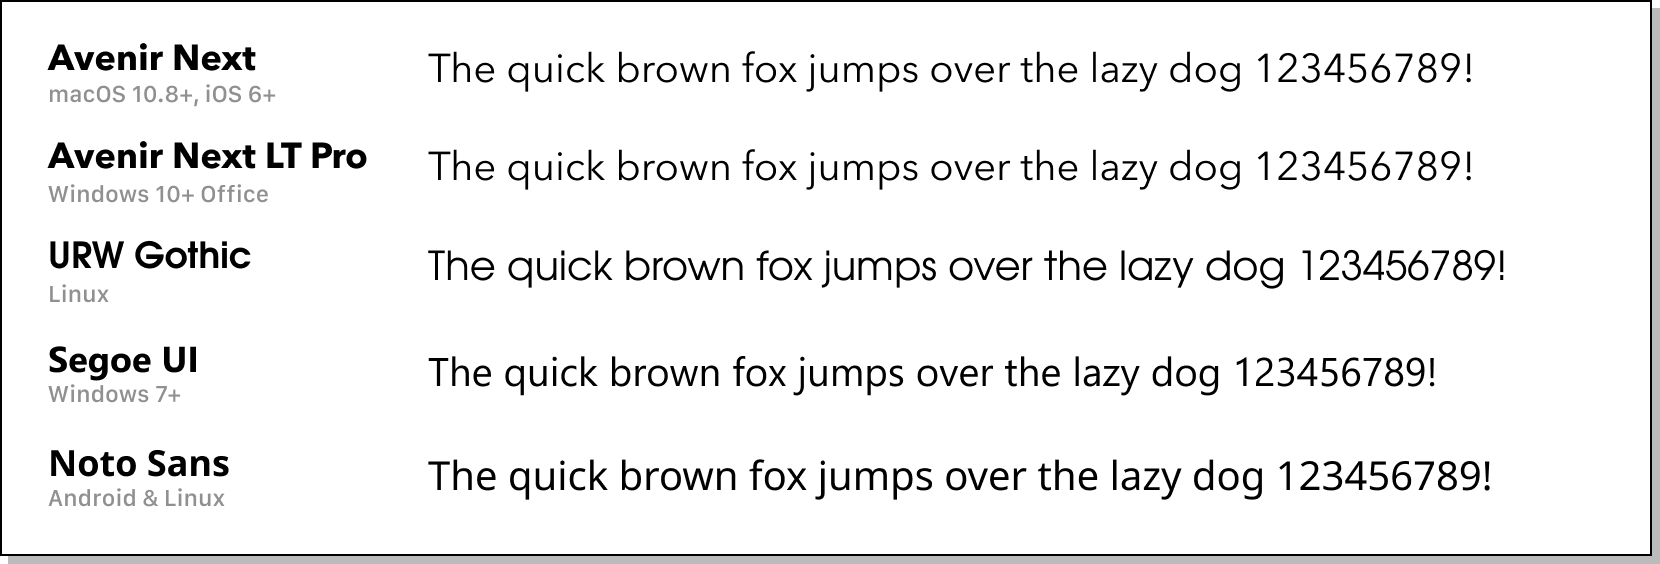 Avenir Next
The quick brown fox jumps over the lazy dog 123456789!
macOS 10.8+, iOS 6+
Avenir Next LT Pro
The quick brown fox jumps over the lazy dog 123456789!
Windows 10+ Office
URW Gothic
The quick brown fox jumps over the lazy dog 123456789!
Linux
Segoe UI
The quick brown fox jumps over the lazy dog 123456789!
Windows 7+
Noto Sans
The quick brown fox jumps over the lazy dog 123456789!
Android & Linux